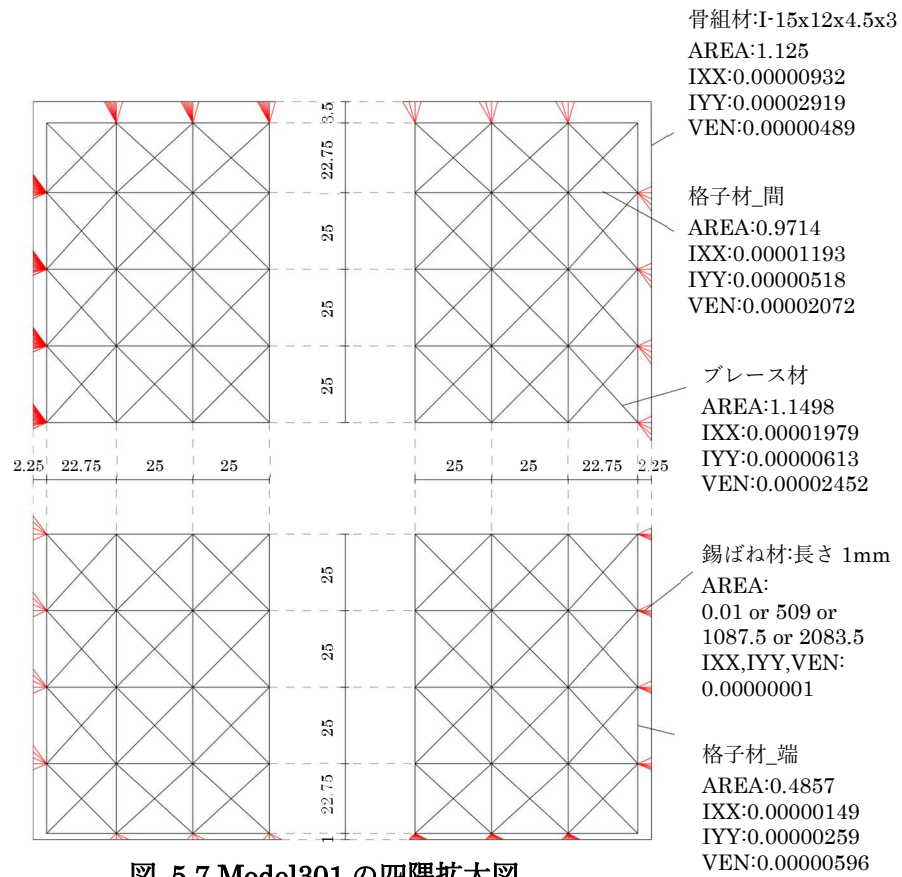 骨組材:I-15x12x4.5x3
AREA:1.125
IXX:0.00000932
IYY:0.00002919
VEN:0.00000489
格子材_間
AREA:0.9714
IXX:0.00001193
IYY:0.00000518
VEN:0.00002072
ブレース材
AREA:1.1498
IXX:0.00001979
IYY:0.00000613
VEN:0.00002452
錫ばね材:長さ 1mm
AREA:
0.01 or 509 or
1087.5 or 2083.5
IXX,IYY,VEN:
0.00000001
格子材_端
AREA:0.4857
IXX:0.00000149
IYY:0.00000259
VEN:0.00000596
3.5
22.75
25
25
25
2.25 22.75 25 25 25 25 22.75 2.25
25
25
25
22.75
1
図 5.7 Model301 の四隅拡大図